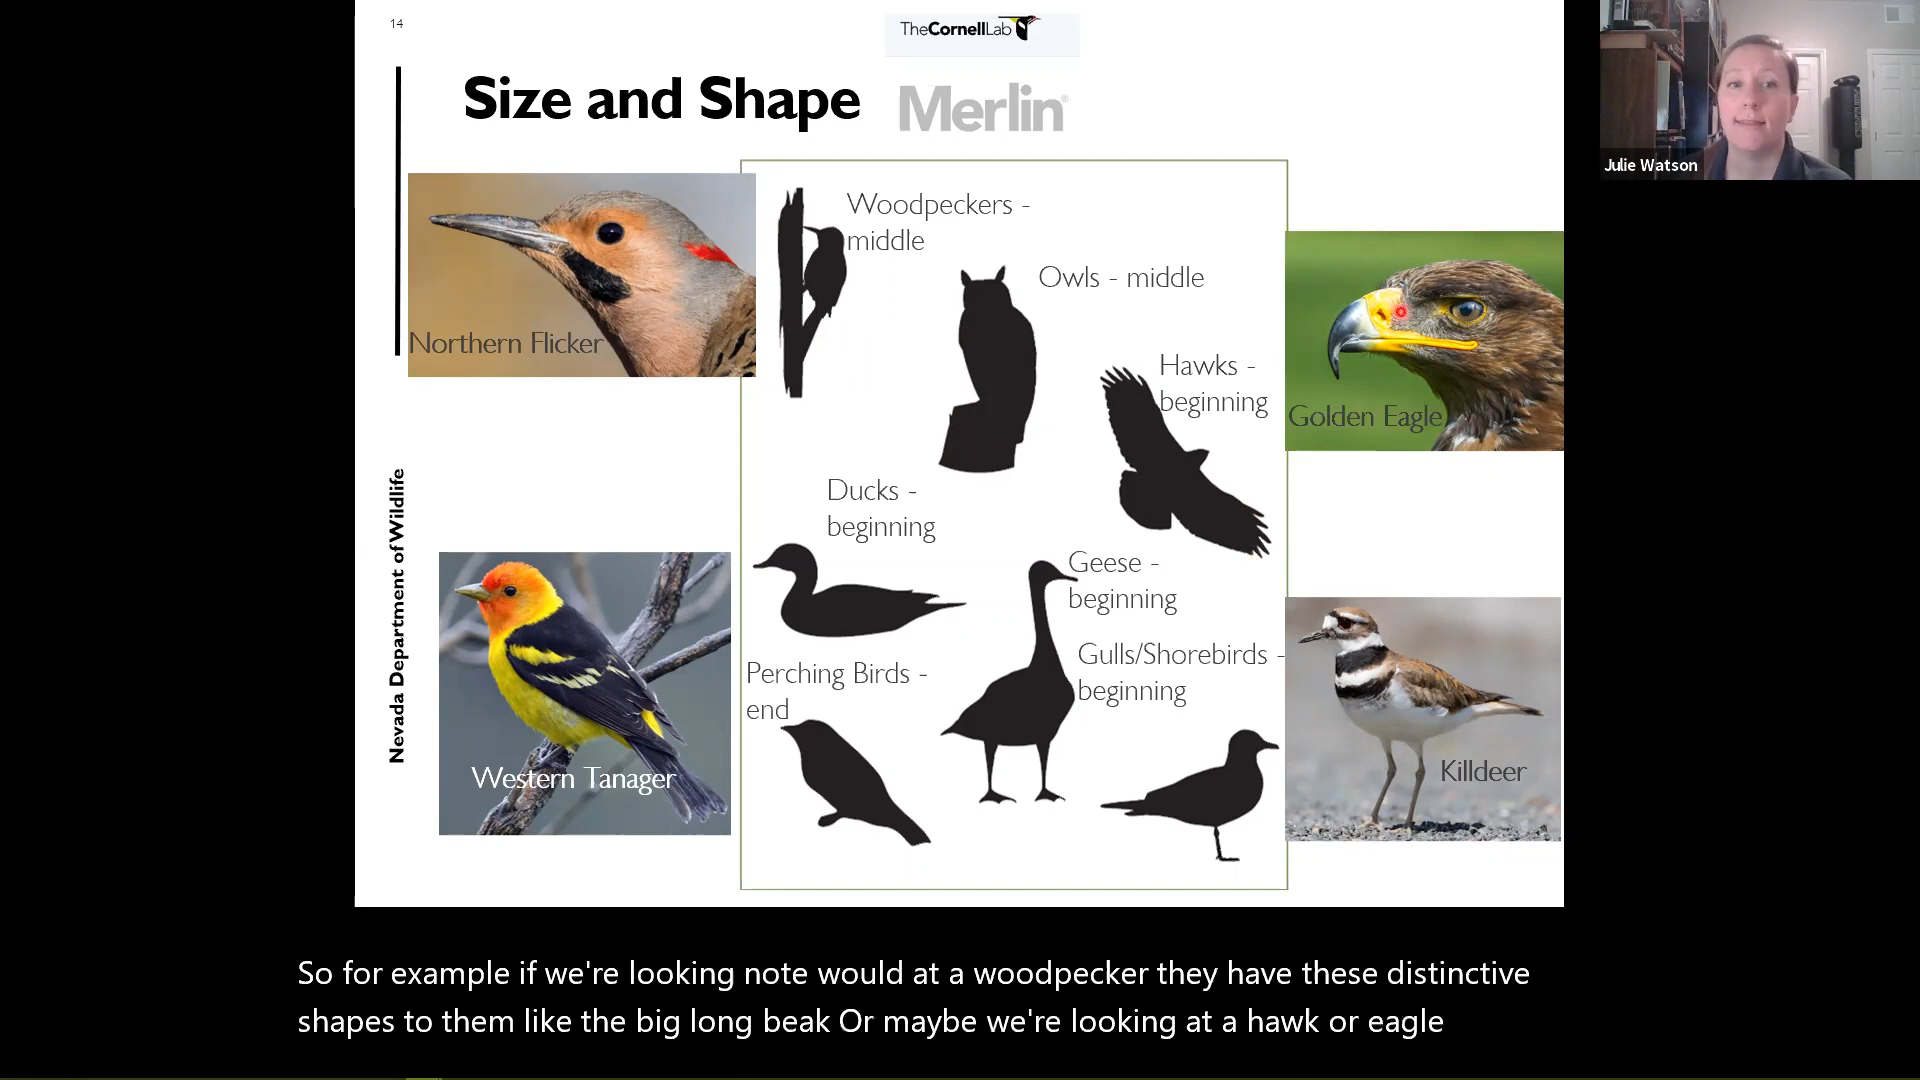 14
TheCornellLab
Size and Shape
Merlin®
Woodpeckers -
middle
Owls - middle
Northern Flicker
Hawks -
beginning
Golden Eagle
Ducks -
beginning
Geese -
beginning
Gulls/Shorebirds -
beginning
Perching Birds -
end
Western Tanager
Killdeer
Nevada Department of Wildlife
Julie Watson
So for example if we're looking note would at a woodpecker they have these distinctive
shapes to them like the big long beak Or maybe we're looking at a hawk or eagle